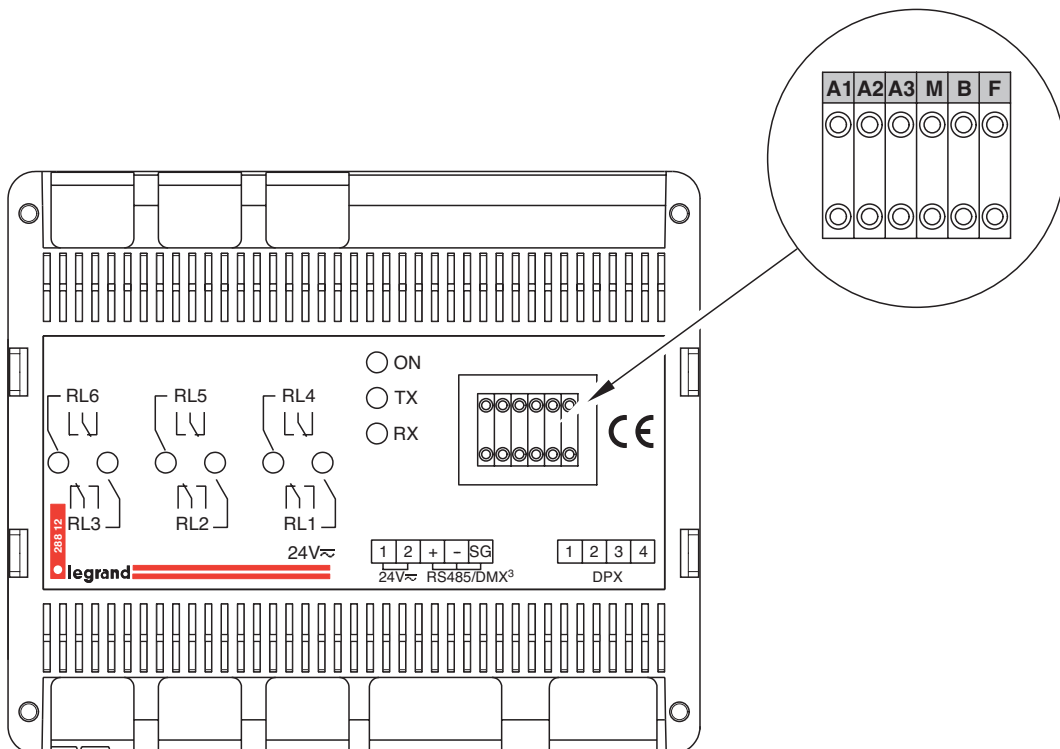 A1 A2 A3 M B F
ON
TX
RX
RL6 RL5 RL4
CE
RL3 RL2 RL1
288 12
legrand
24V⎓
1 2 + − SG
24V RS485/DMX³
1 2 3 4
DPX